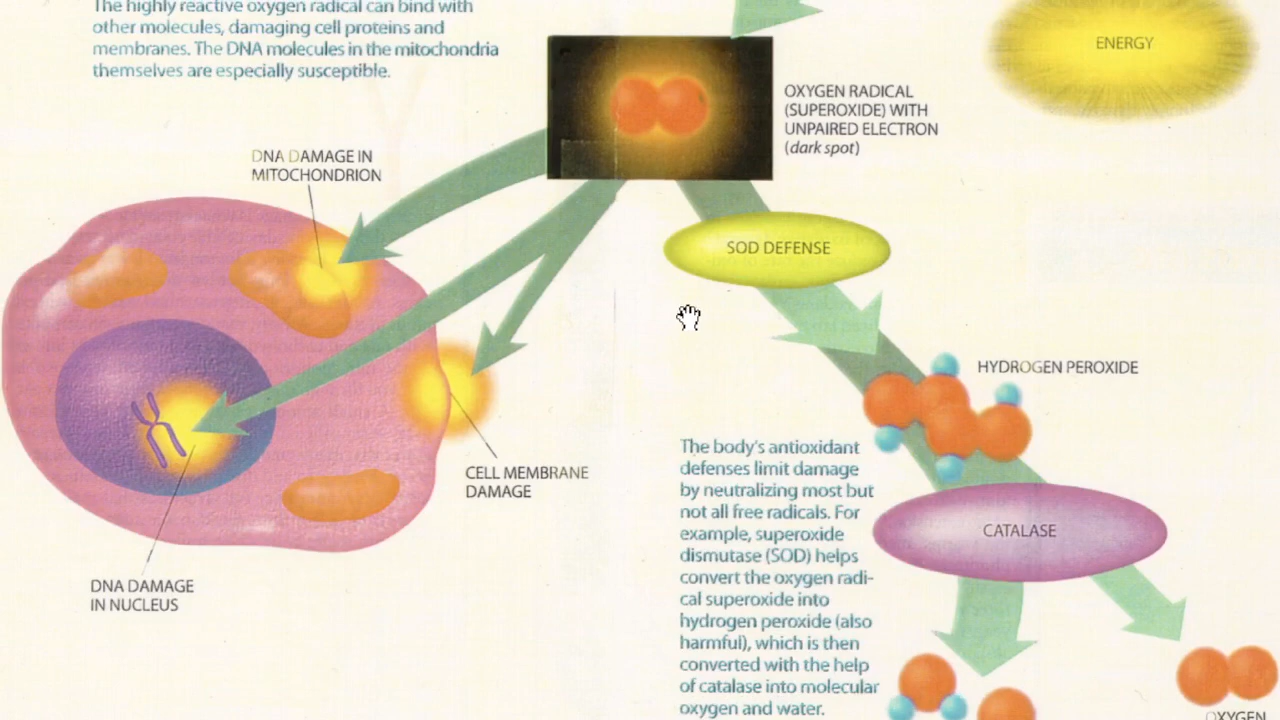 The highly reactive oxygen radical can bind with
other molecules, damaging cell proteins and
membranes. The DNA molecules in the mitochondria
themselves are especially susceptible.
ENERGY
OXYGEN RADICAL
(SUPEROXIDE) WITH
UNPAIRED ELECTRON
(dark spot)
DNA DAMAGE IN
MITOCHONDRION
SOD DEFENSE
HYDROGEN PEROXIDE
CELL MEMBRANE
DAMAGE
DNA DAMAGE
IN NUCLEUS
The body's antioxidant
defenses limit damage
by neutralizing most but
not all free radicals. For
example, superoxide
dismutase (SOD) helps
convert the oxygen radi-
cal superoxide into
hydrogen peroxide (also
harmful), which is then
converted with the help
of catalase into molecular
oxygen and water.
CATALASE
OXYGEN